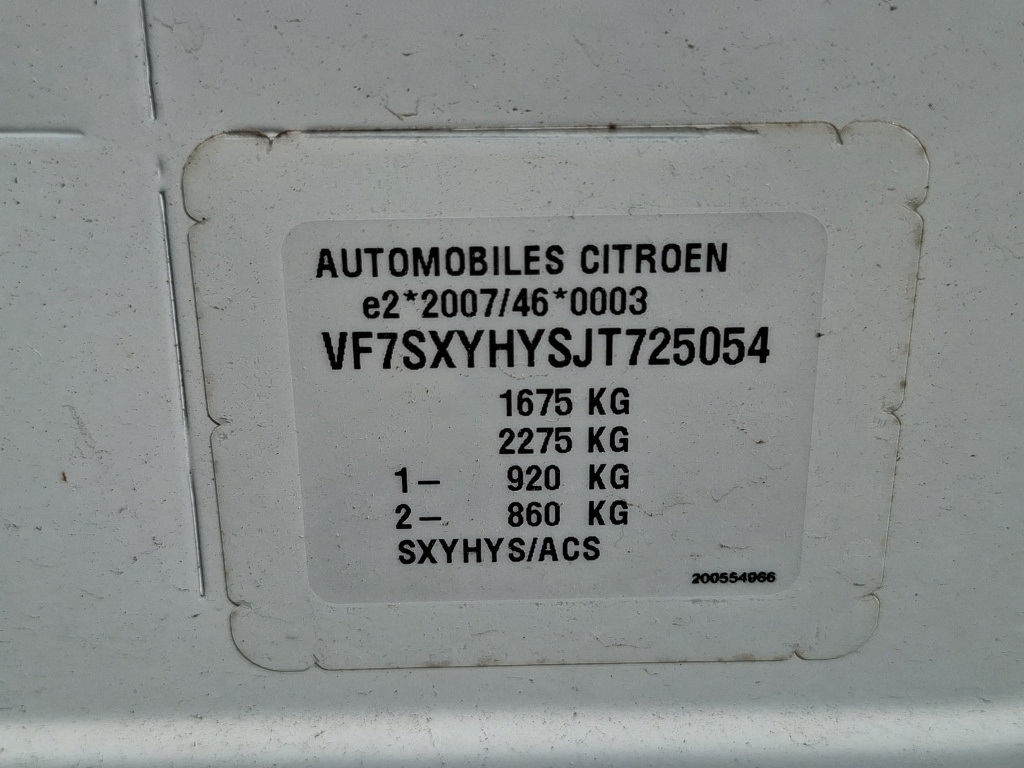 AUTOMOBILES CITROEN
e2*2007/46*0003
VF7SXYHYSJT725054
1675 KG
2275 KG
1- 920 KG
2- 860 KG
SXYHYS/ACS
200554966